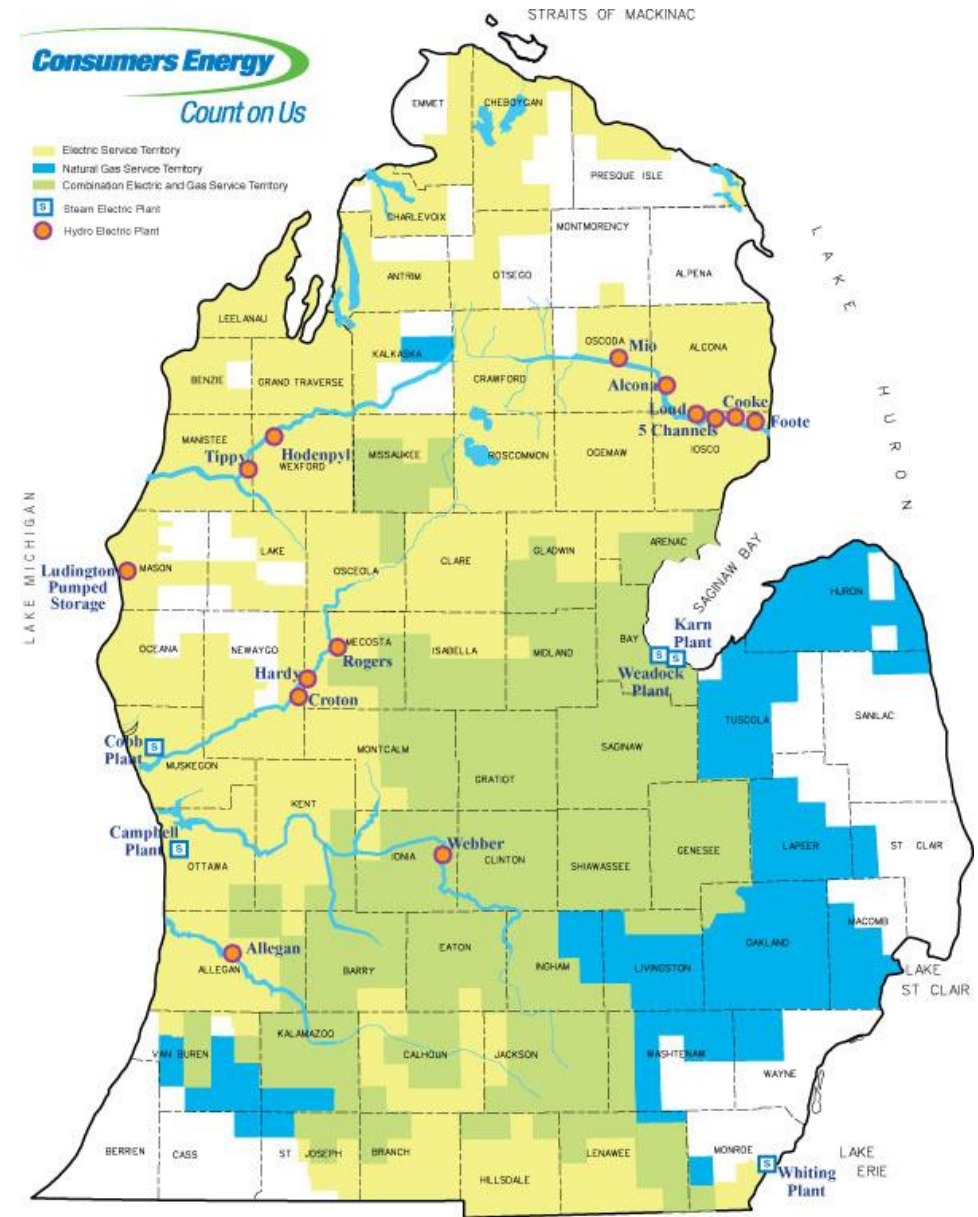 STRAITS OF MACKINAC
Consumers Energy
Count on Us
Electric Service Territory
Natural Gas Service Territory
Combination Electric and Gas Service Territory
S Steam Electric Plant
Hydro Electric Plant
EMMET
CHEBOYGAN
PRESQUE ISLE
CHARLEVOIX
MONTMORENCY
ANTRIM
OTSEGO
ALPENA
LAKE HURON
LEELANAU
KALKASKA
OSCODA
Mio
ALCONA
BENZIE
GRAND TRAVERSE
CRAWFORD
Alcona
Loud
Cooke
5 Channels
Foote
MANISTEE
Hodenpyl
Tippy
WEXFORD
MISSAUKEE
ROSCOMMON
OGEMAW
IOSCO
LAKE MICHIGAN
LAKE
OSCEOLA
CLARE
GLADWIN
ARENAC
SAGINAW BAY
Ludington
Pumped
Storage
MASON
HURON
OCEANA
NEWAYGO
MECOSTA
Rogers
ISABELLA
MIDLAND
BAY
Karn
Plant
S S
Weadock
Plant
Hardy
Croton
TUSCOLA
SANILAC
Cobb
Plant
S
MUSKEGON
MONTCALM
GRATIOT
SAGINAW
KENT
Campbell
Plant
S
OTTAWA
IONIA
Webber
CLINTON
SHIAWASSEE
GENESEE
LAPEER
ST CLAIR
Allegan
ALLEGAN
BARRY
EATON
INGHAM
LIVINGSTON
OAKLAND
MACOMB
LAKE
ST CLAIR
VAN BUREN
KALAMAZOO
CALHOUN
JACKSON
WASHTENAW
WAYNE
BERRIEN
CASS
ST JOSEPH
BRANCH
HILLSDALE
LENAWEE
MONROE
S
Whiting
Plant
LAKE
ERIE